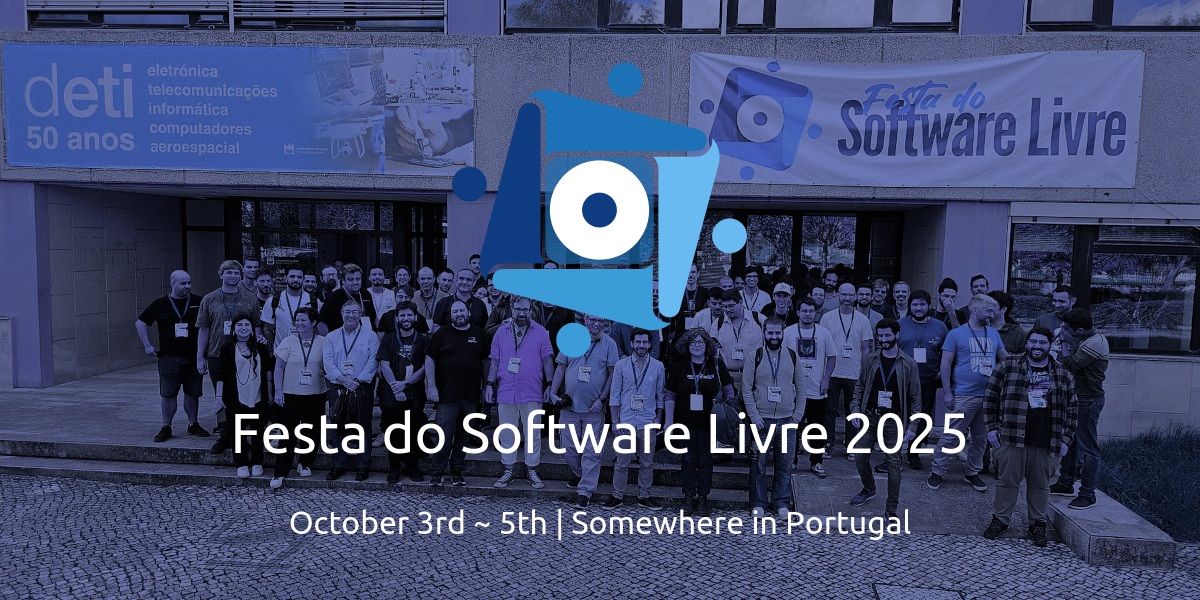 deti
50 anos
eletrónica
telecomunicações
informática
computadores
aeroespacial
Festa do
Software Livre
Festa do Software Livre 2025
October 3rd ~ 5th | Somewhere in Portugal